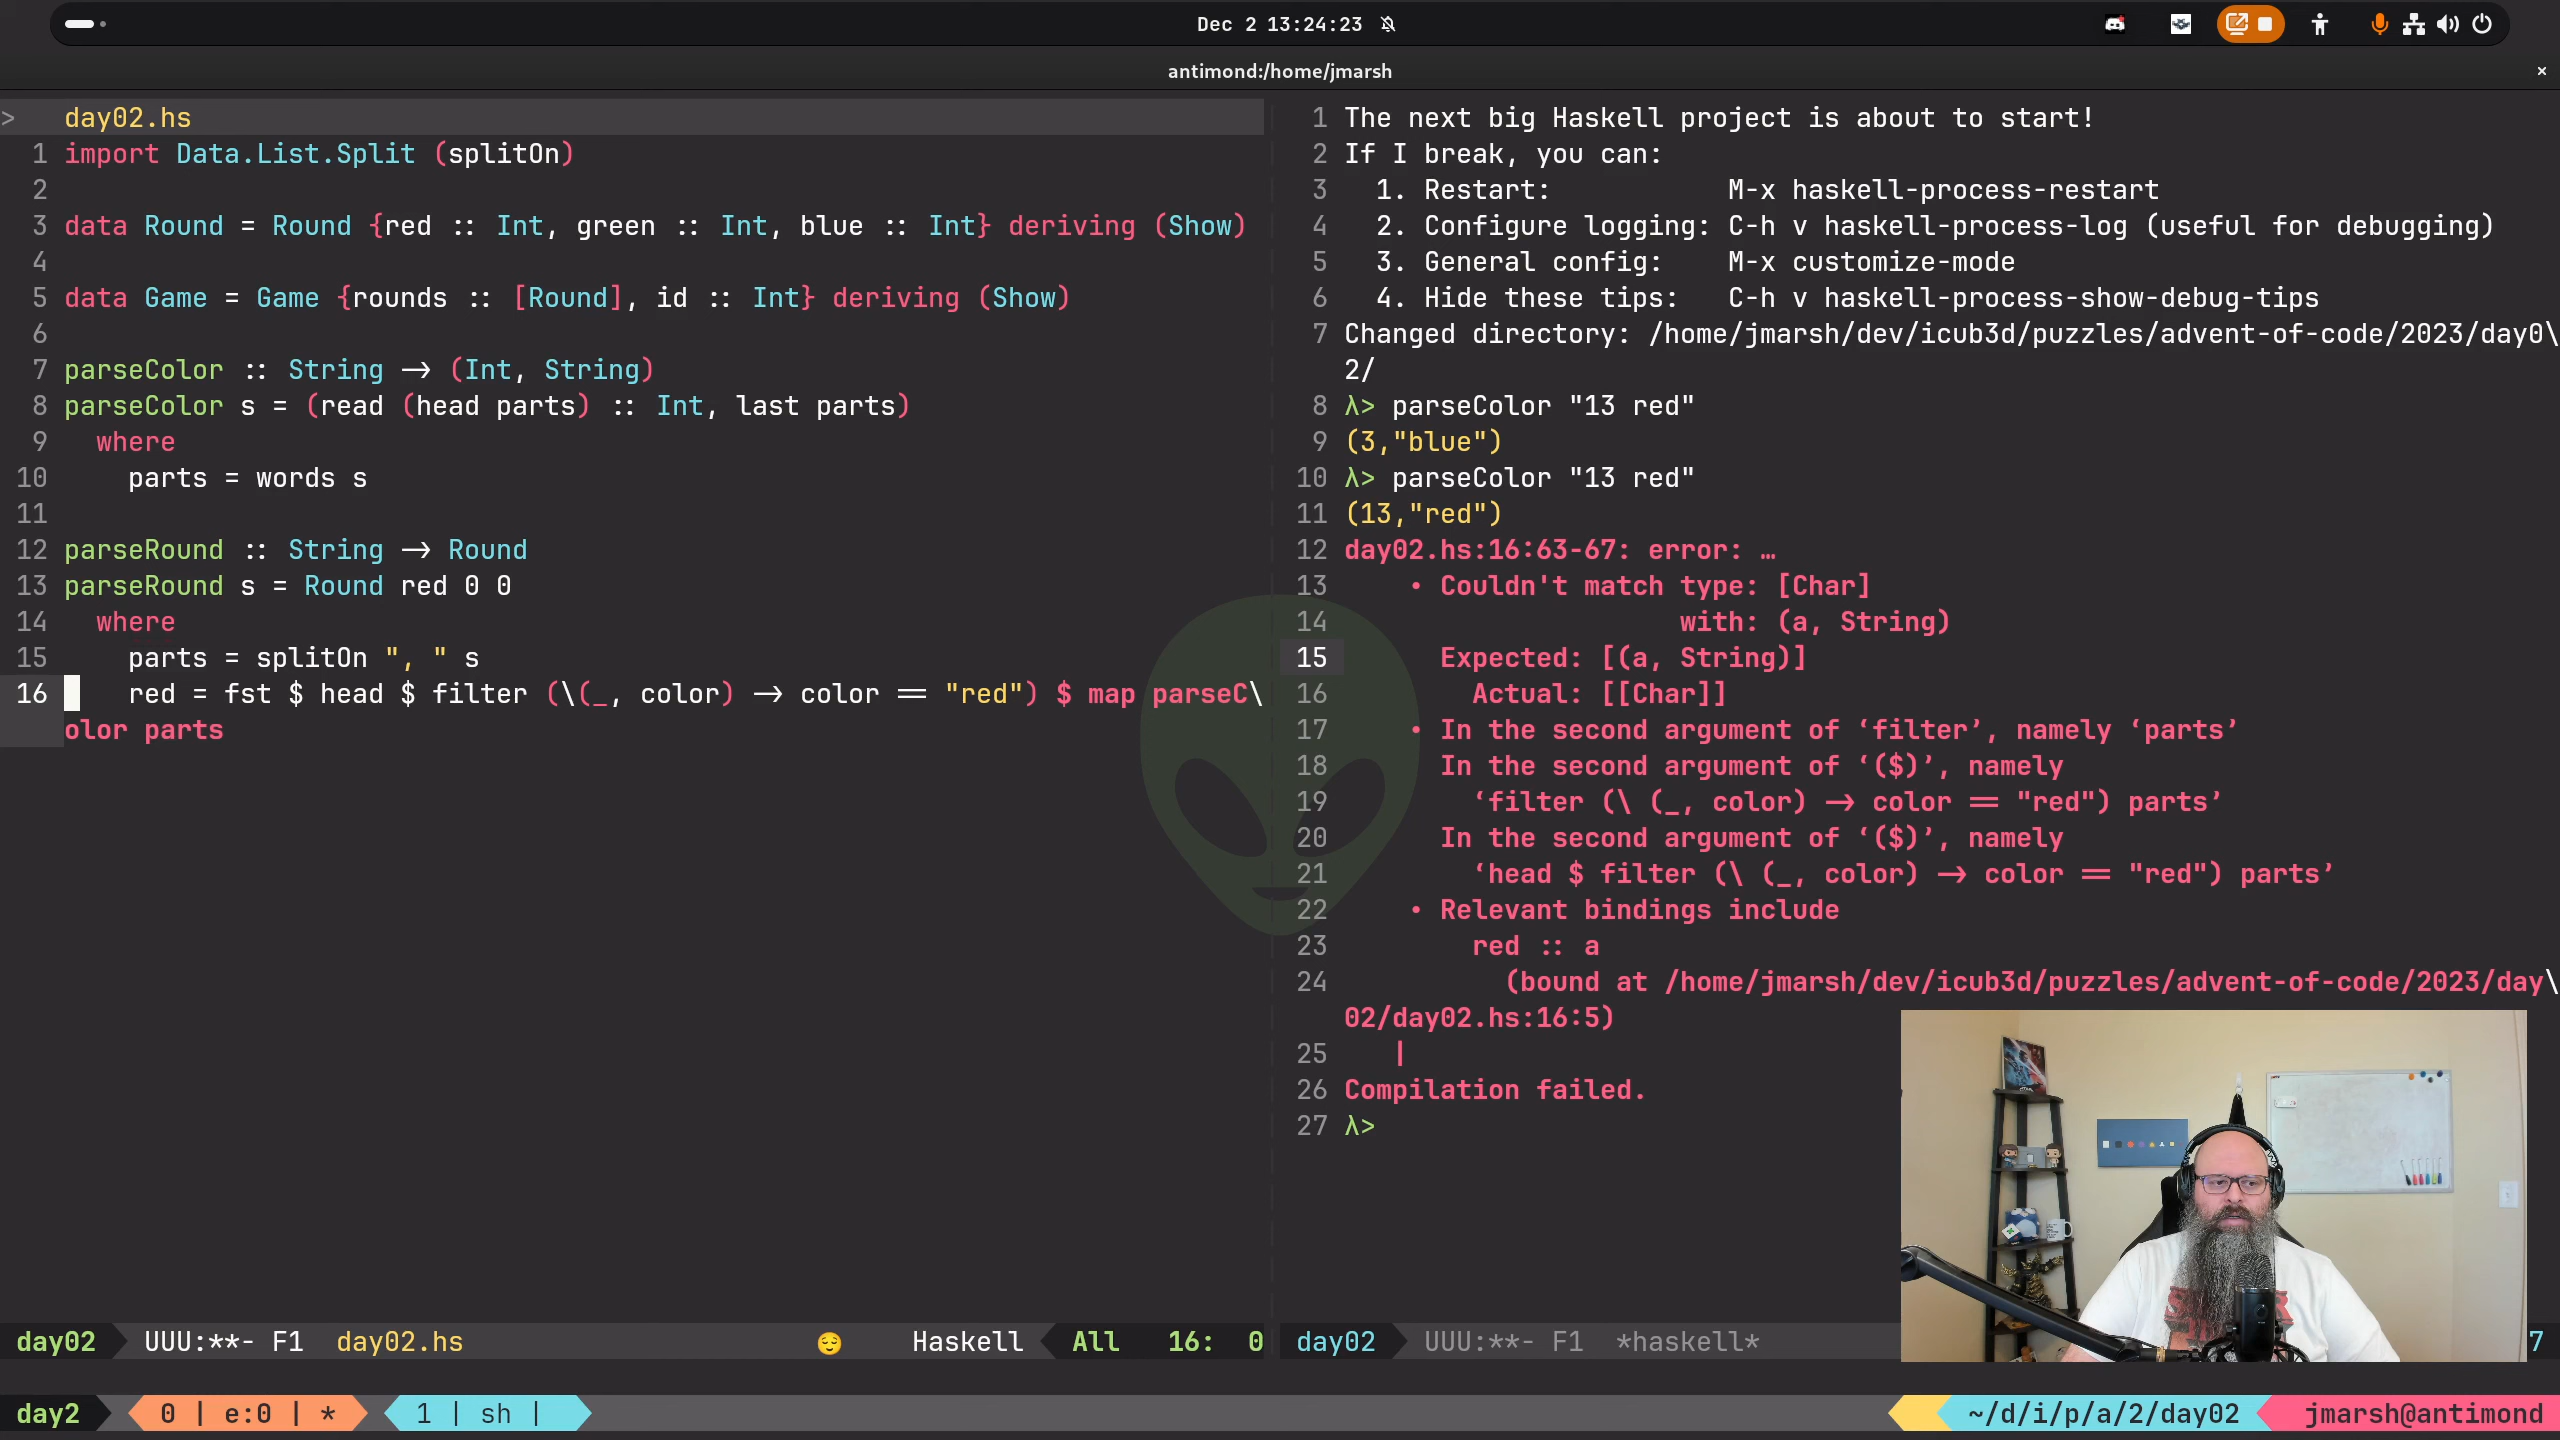 Dec 2 13:24:23
antimond:/home/jmarsh
×
> day02.hs
1 import Data.List.Split (splitOn)
2
3 data Round = Round {red :: Int, green :: Int, blue :: Int} deriving (Show)
4
5 data Game = Game {rounds :: [Round], id :: Int} deriving (Show)
6
7 parseColor :: String -> (Int, String)
8 parseColor s = (read (head parts) :: Int, last parts)
9   where
10     parts = words s
11
12 parseRound :: String -> Round
13 parseRound s = Round red 0 0
14   where
15     parts = splitOn ", " s
16     red = fst $ head $ filter (\(_, color) -> color == "red") $ map parseC\
olor parts
1 The next big Haskell project is about to start!
2 If I break, you can:
3   1. Restart:           M-x haskell-process-restart
4   2. Configure logging: C-h v haskell-process-log (useful for debugging)
5   3. General config:    M-x customize-mode
6   4. Hide these tips:   C-h v haskell-process-show-debug-tips
7 Changed directory: /home/jmarsh/dev/icub3d/puzzles/advent-of-code/2023/day0\
2/
8 λ> parseColor "13 red"
9 (3,"blue")
10 λ> parseColor "13 red"
11 (13,"red")
12 day02.hs:16:63-67: error: …
13     • Couldn't match type: [Char]
14                      with: (a, String)
15       Expected: [(a, String)]
16         Actual: [[Char]]
17     • In the second argument of ‘filter’, namely ‘parts’
18       In the second argument of ‘($)’, namely
19         ‘filter (\ (_, color) -> color == "red") parts’
20       In the second argument of ‘($)’, namely
21         ‘head $ filter (\ (_, color) -> color == "red") parts’
22     • Relevant bindings include
23         red :: a
24           (bound at /home/jmarsh/dev/icub3d/puzzles/advent-of-code/2023/day\
02/day02.hs:16:5)
25    |
26 Compilation failed.
27 λ>
day02 UUU:**- F1 day02.hs Haskell All 16: 0
day02 UUU:**- F1 *haskell* 7
day2 0 | e:0 | * 1 | sh | ~/d/i/p/a/2/day02 jmarsh@antimond